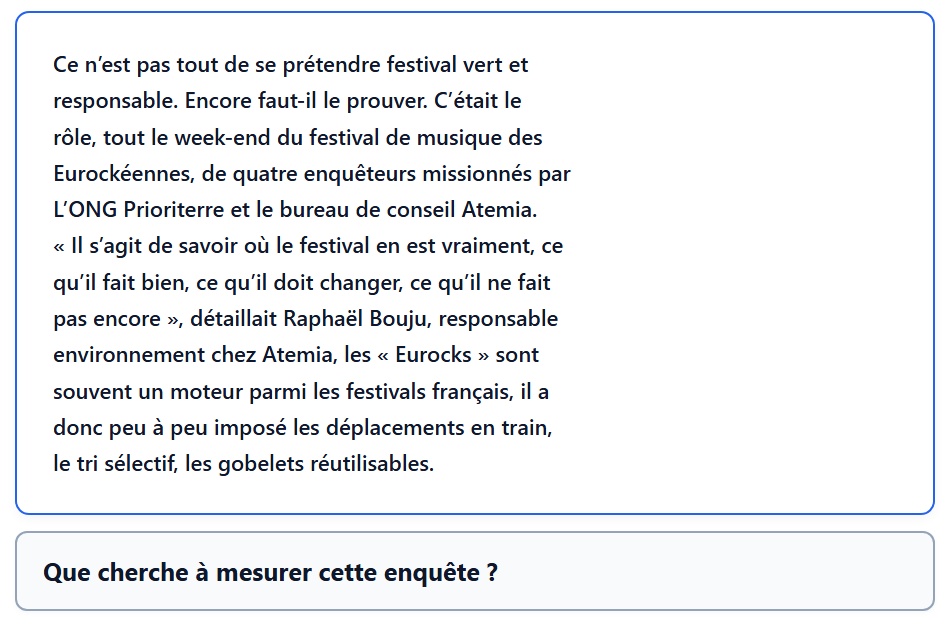 Ce n’est pas tout de se prétendre festival vert et
responsable. Encore faut-il le prouver. C’était le
rôle, tout le week-end du festival de musique des
Eurockéennes, de quatre enquêteurs missionnés par
L’ONG Prioriterre et le bureau de conseil Atemia.
« Il s’agit de savoir où le festival en est vraiment, ce
qu’il fait bien, ce qu’il doit changer, ce qu’il ne fait
pas encore », détaillait Raphaël Bouju, responsable
environnement chez Atemia, les « Eurocks » sont
souvent un moteur parmi les festivals français, il a
donc peu à peu imposé les déplacements en train,
le tri sélectif, les gobelets réutilisables.
Que cherche à mesurer cette enquête ?